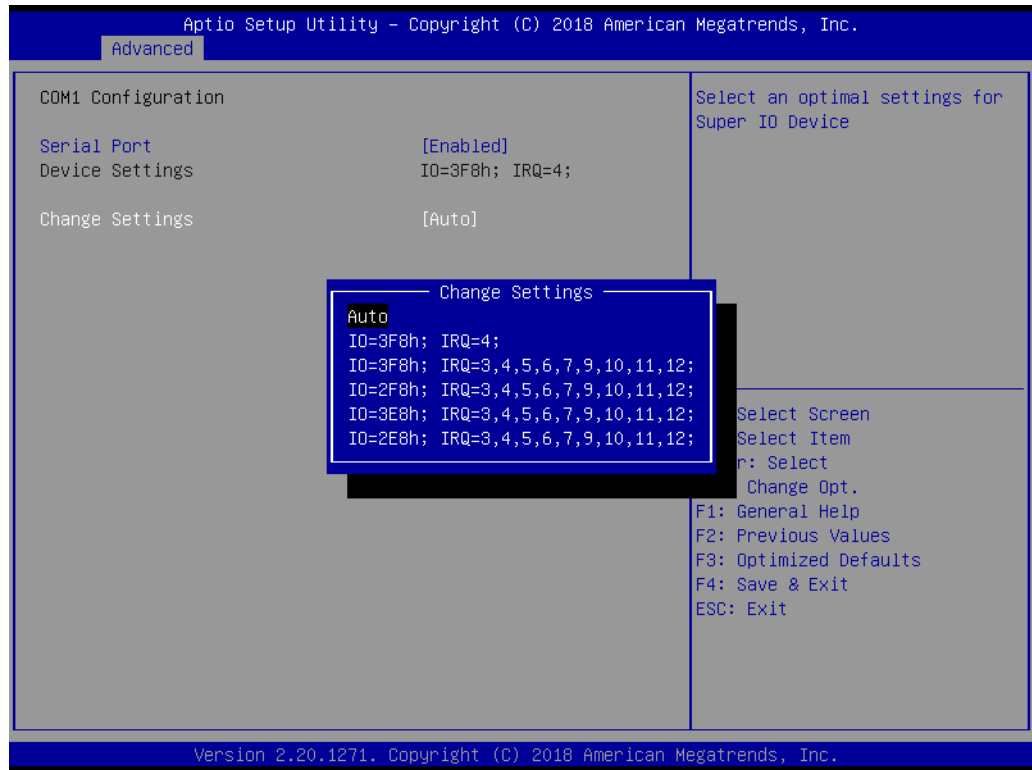 Aptio Setup Utility – Copyright (C) 2018 American Megatrends, Inc.
Advanced
COM1 Configuration
Serial Port [Enabled]
Device Settings IO=3F8h; IRQ=4;
Change Settings [Auto]
Select an optimal settings for
Super IO Device
Change Settings
Auto
IO=3F8h; IRQ=4;
IO=3F8h; IRQ=3,4,5,6,7,9,10,11,12;
IO=2F8h; IRQ=3,4,5,6,7,9,10,11,12;
IO=3E8h; IRQ=3,4,5,6,7,9,10,11,12;
IO=2E8h; IRQ=3,4,5,6,7,9,10,11,12;
Select Screen
Select Item
: Select
Change Opt.
F1: General Help
F2: Previous Values
F3: Optimized Defaults
F4: Save & Exit
ESC: Exit
Version 2.20.1271. Copyright (C) 2018 American Megatrends, Inc.